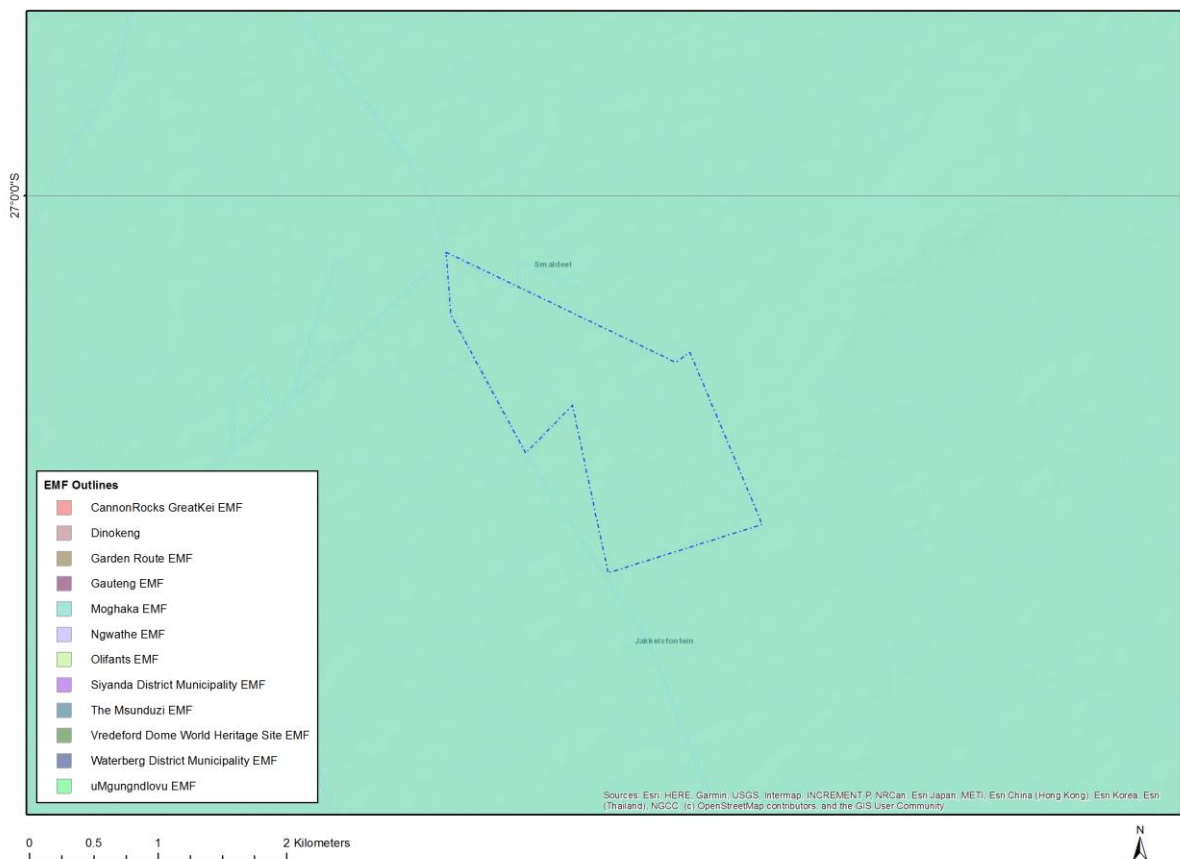 27°0'0"S
Smaldeel
EMF Outlines
CannonRocks GreatKei EMF
Dinokeng
Garden Route EMF
Gauteng EMF
Moghaka EMF
Ngwathe EMF
Olifants EMF
Siyanda District Municipality EMF
The Msunduzi EMF
Vredeford Dome World Heritage Site EMF
Waterberg District Municipality EMF
uMgungndlovu EMF
Jakkelsfontein
Sources: Esri, HERE, Garmin, USGS, Intermap, INCREMENT P, NRCan, Esri Japan, METI, Esri China (Hong Kong), Esri Korea, Esri
(Thailand), NGCC, (c) OpenStreetMap contributors, and the GIS User Community
0 0.5 1 2 Kilometers
N